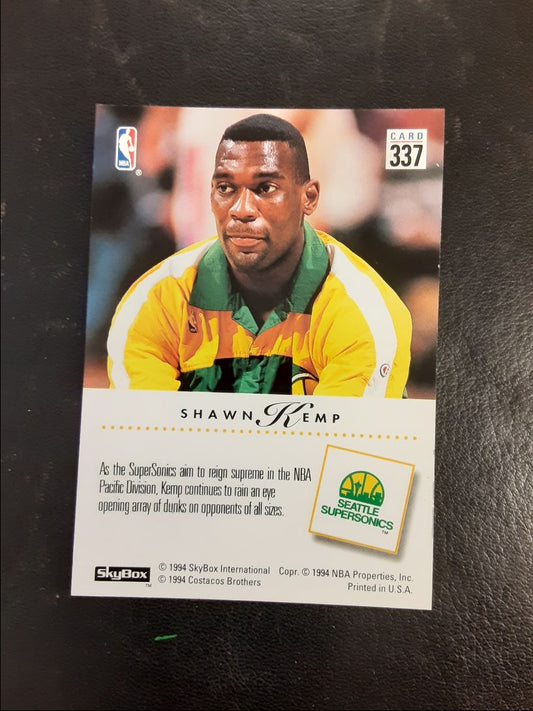 NBA
®
CARD
337
SHAWN KEMP
As the SuperSonics aim to reign supreme in the NBA
Pacific Division, Kemp continues to rain an eye
opening array of dunks on opponents of all sizes.
SEATTLE
SUPERSONICS
TM
SkyBox
TM
© 1994 SkyBox International Copr. © 1994 NBA Properties, Inc.
© 1994 Costacos Brothers Printed in U.S.A.